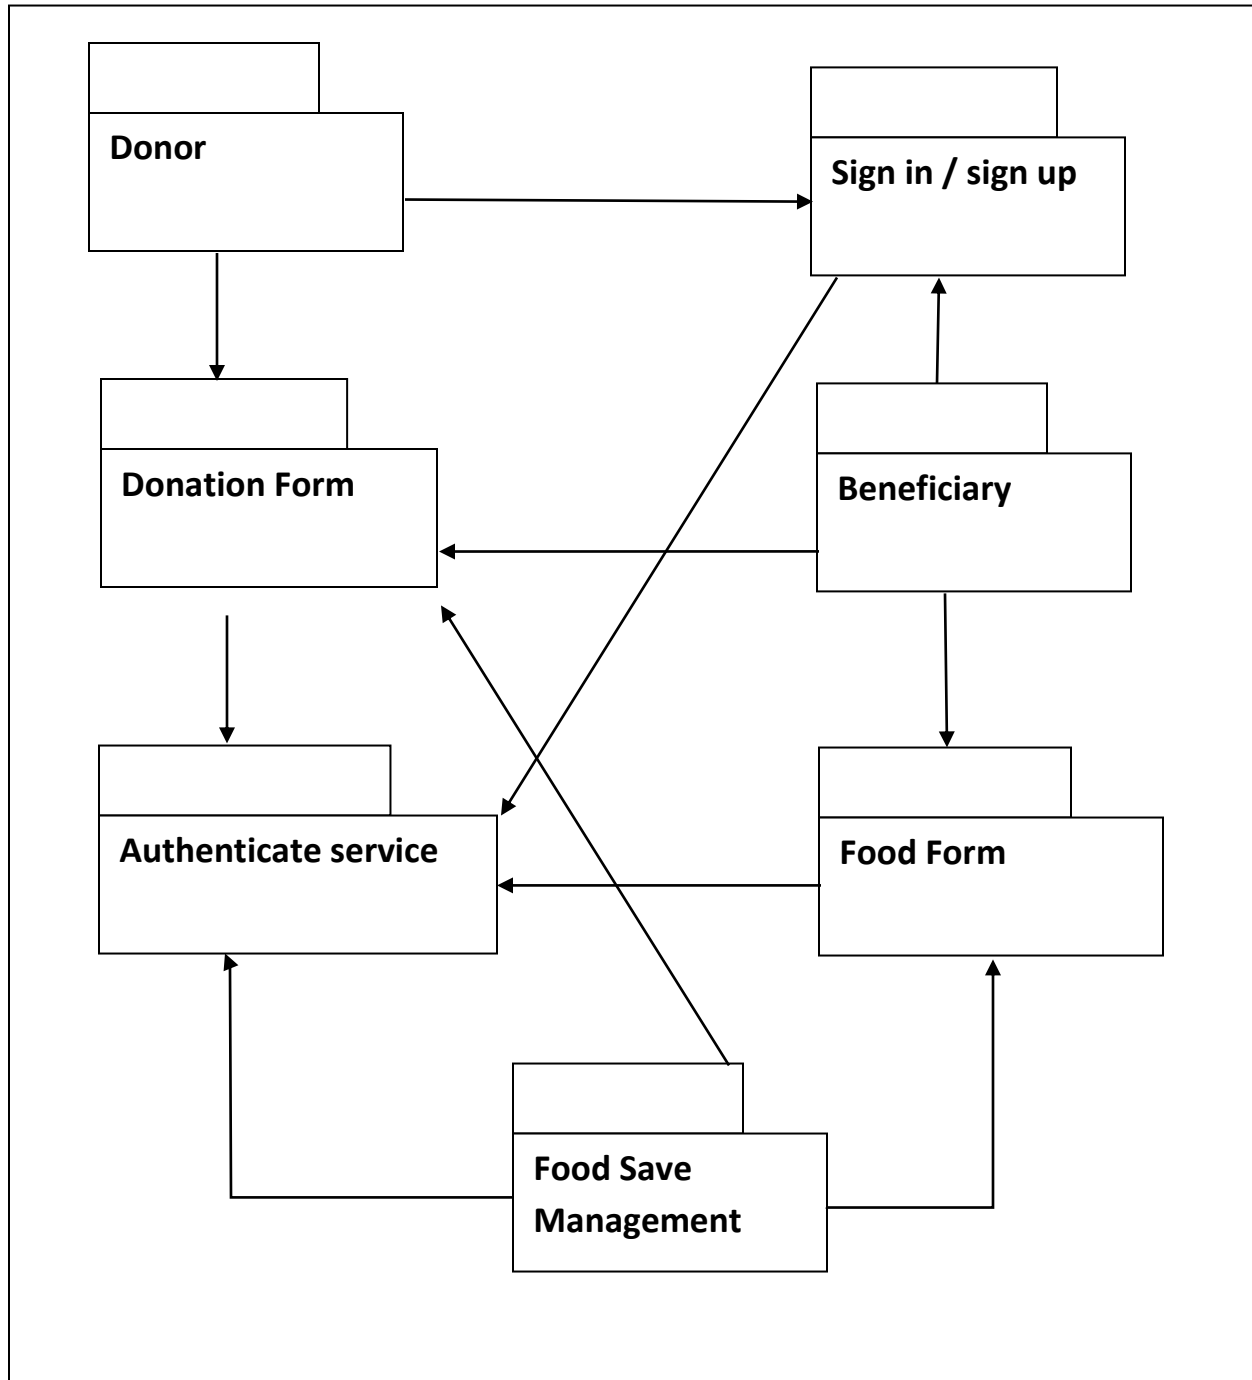 Donor
Sign in / sign up
Donation Form
Beneficiary
Authenticate service
Food Form
Food Save
Management